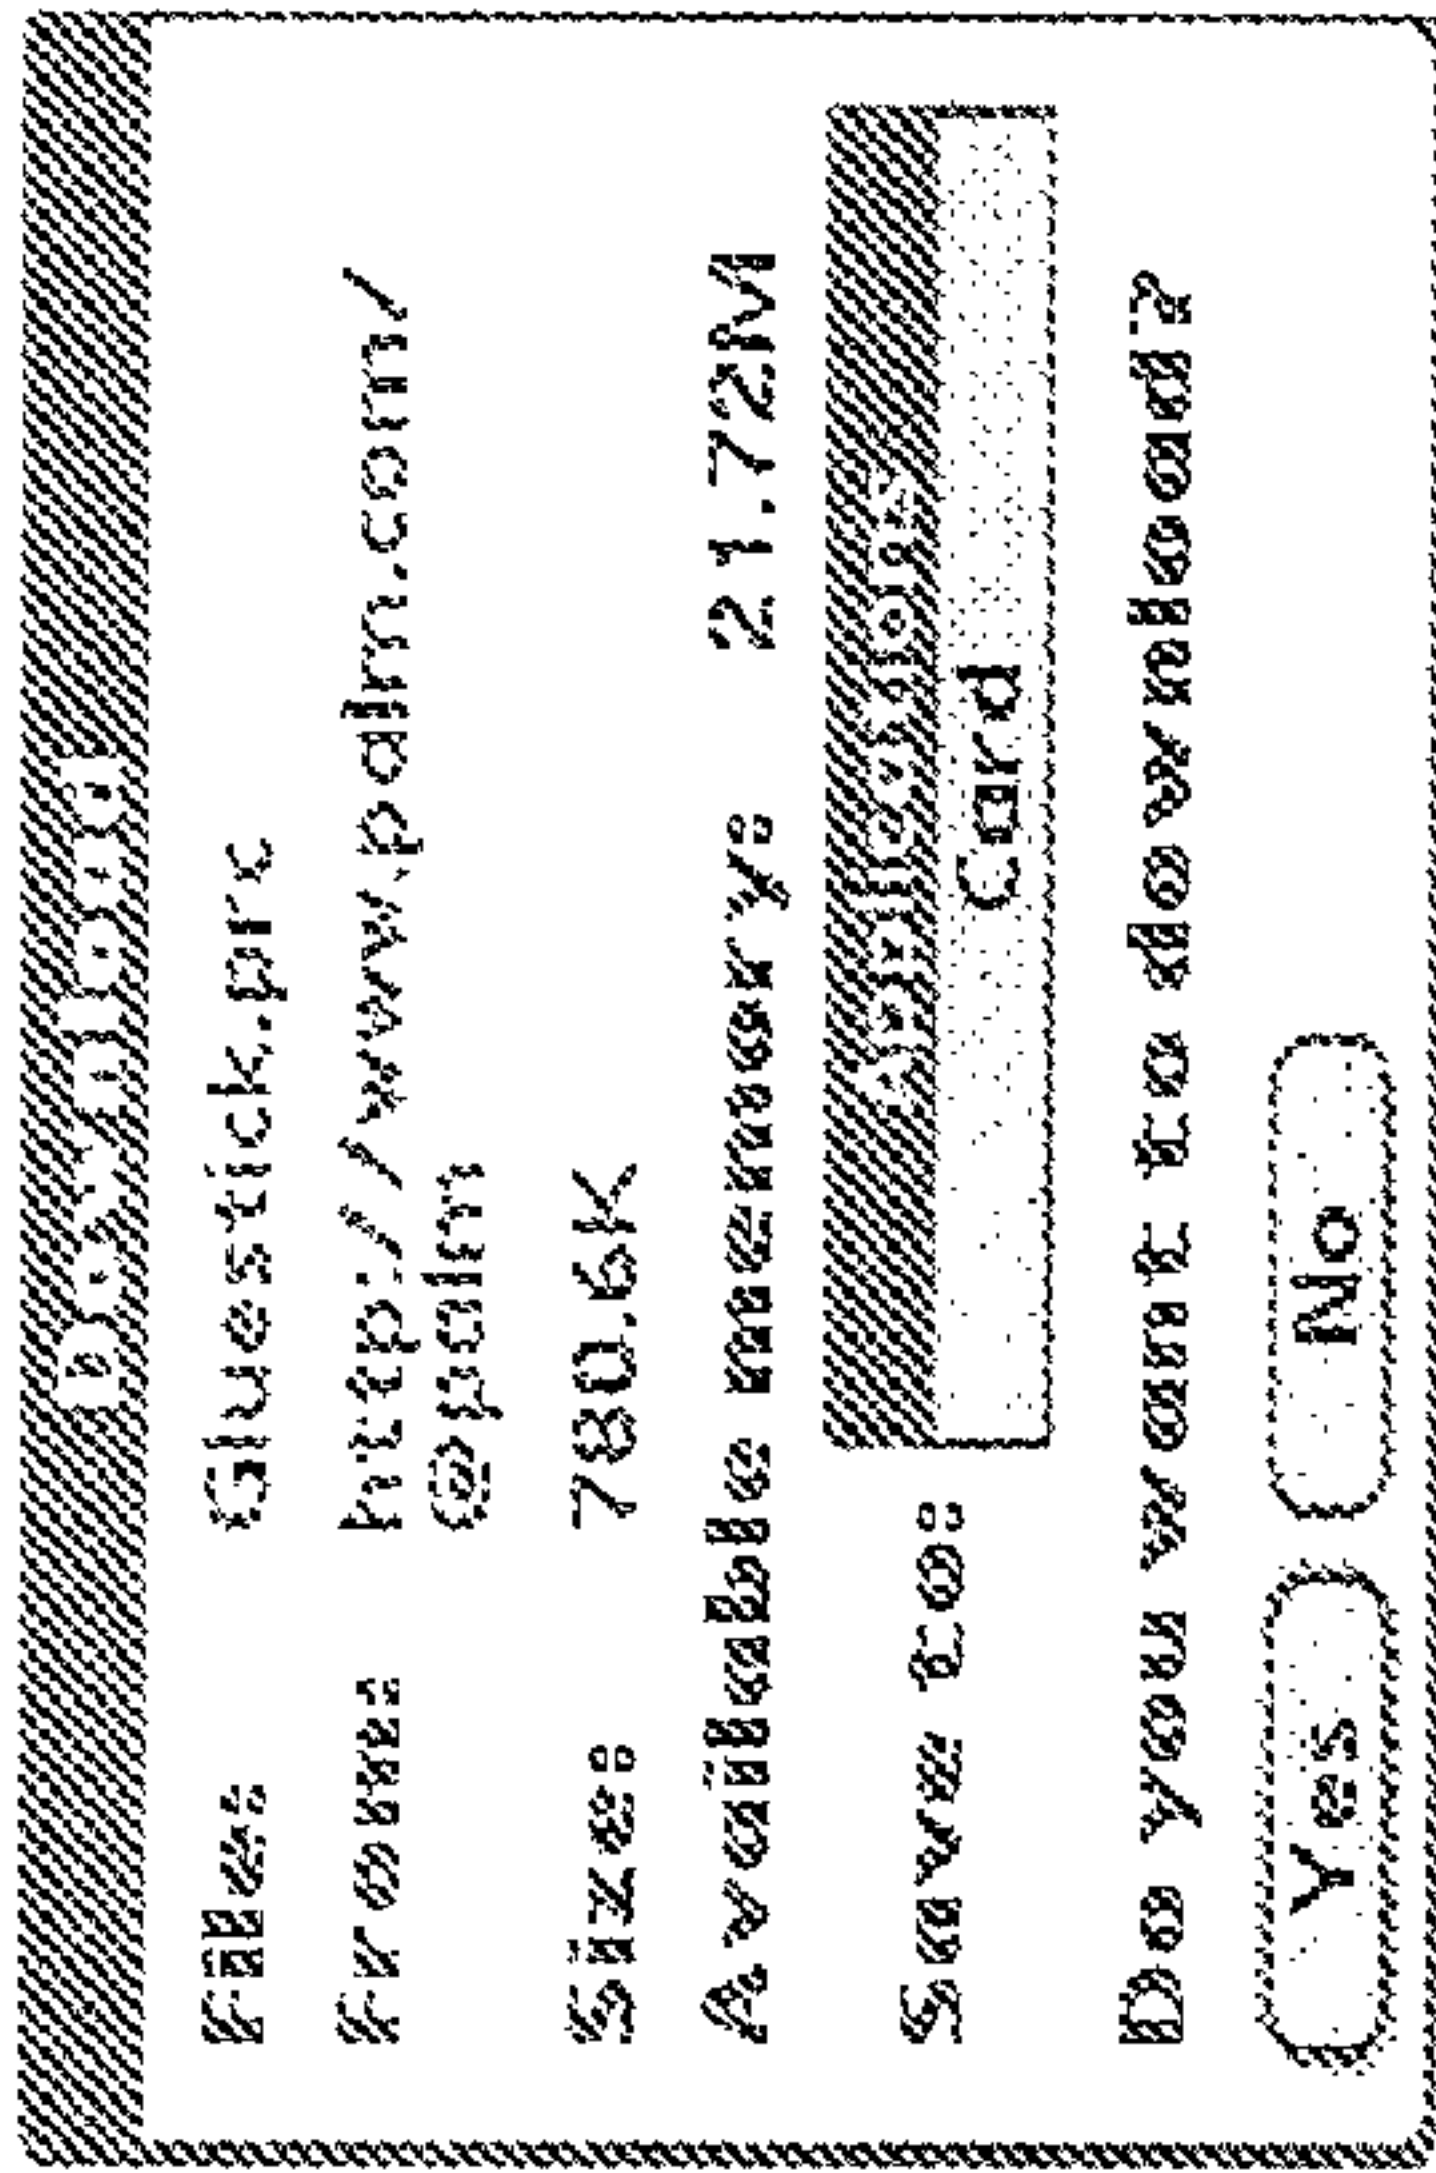 Download
File: Gluestick.prc
From: http://www.palm.com/
@palm
Size: 780.6K
Available memory: 21.72M
Save to: Applications
Card
Do you want to download?
Yes No